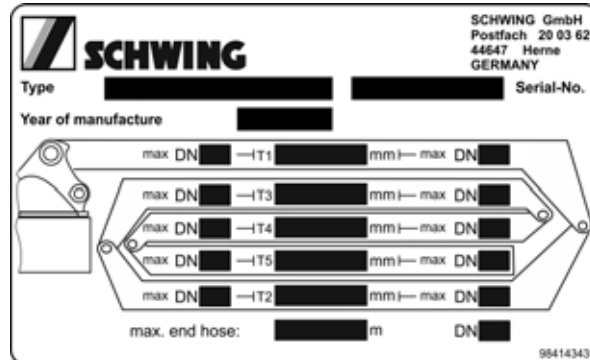 SCHWING GmbH
Postfach 20 03 62
44647 Herne
GERMANY
SCHWING
Type Serial-No.
Year of manufacture
max DN T1 mm max DN
max DN T3 mm max DN
max DN T4 mm max DN
max DN T5 mm max DN
max DN T2 mm max DN
max. end hose: m DN
98414343